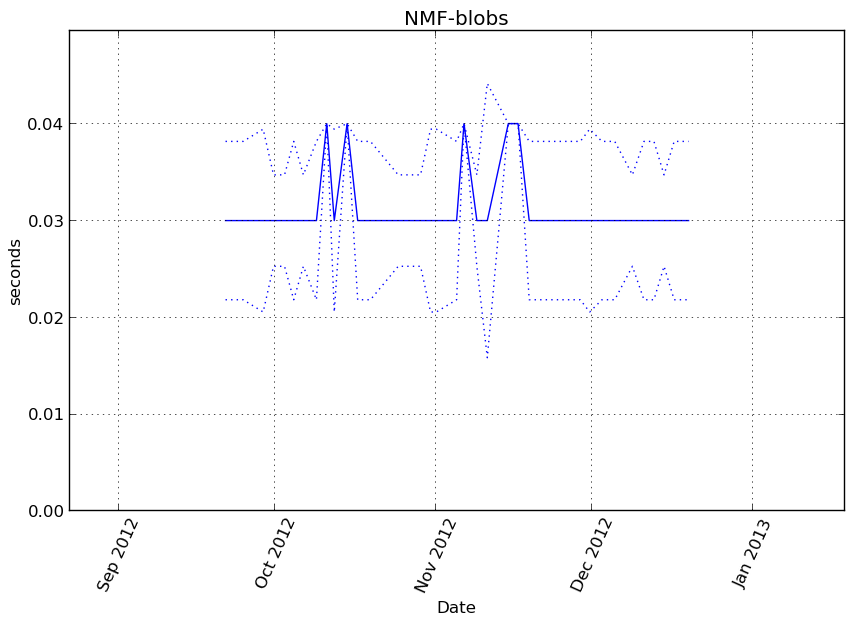 NMF-blobs
seconds
0.04
0.03
0.02
0.01
0.00
Sep 2012
Oct 2012
Nov 2012
Dec 2012
Jan 2013
Date